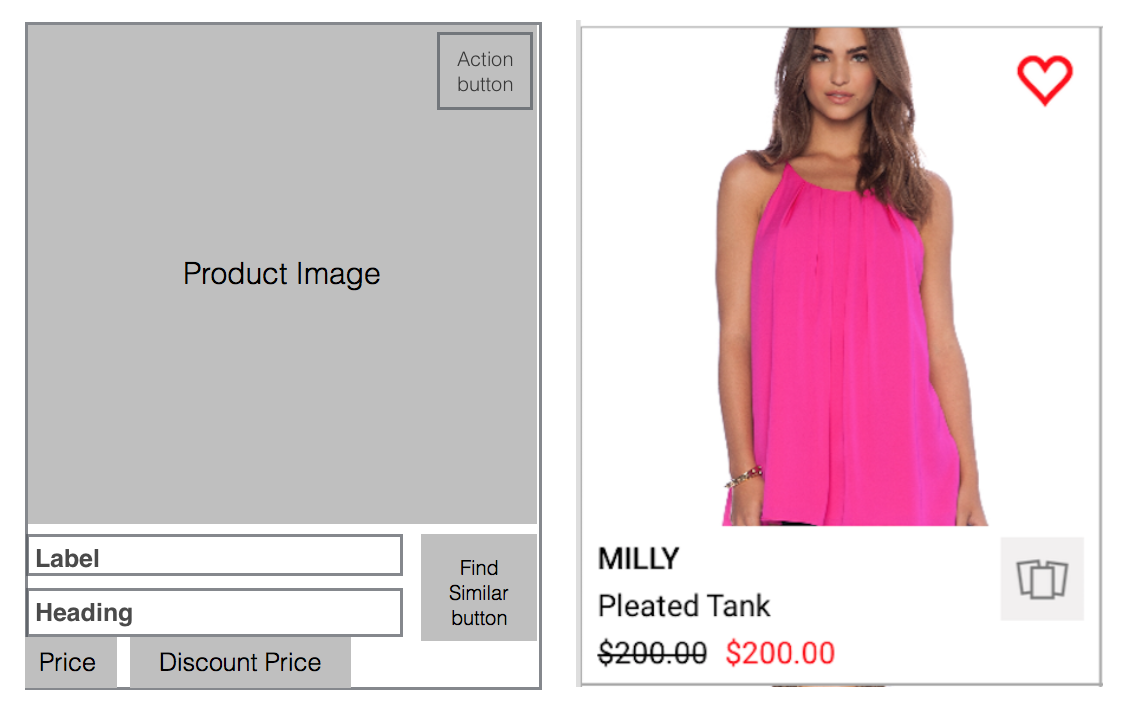 Action
button
Product Image
Label
Heading
Find
Similar
button
Price
Discount Price
MILLY
Pleated Tank
$200.00 $200.00